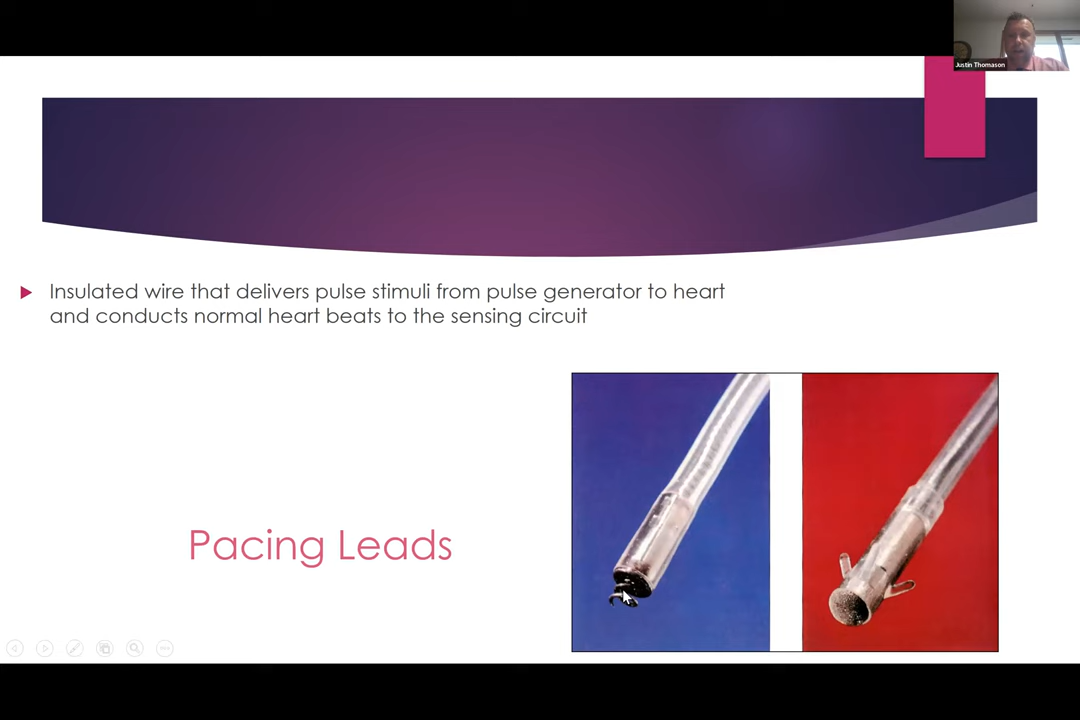 Justin Thomason
Insulated wire that delivers pulse stimuli from pulse generator to heart
and conducts normal heart beats to the sensing circuit
Pacing Leads